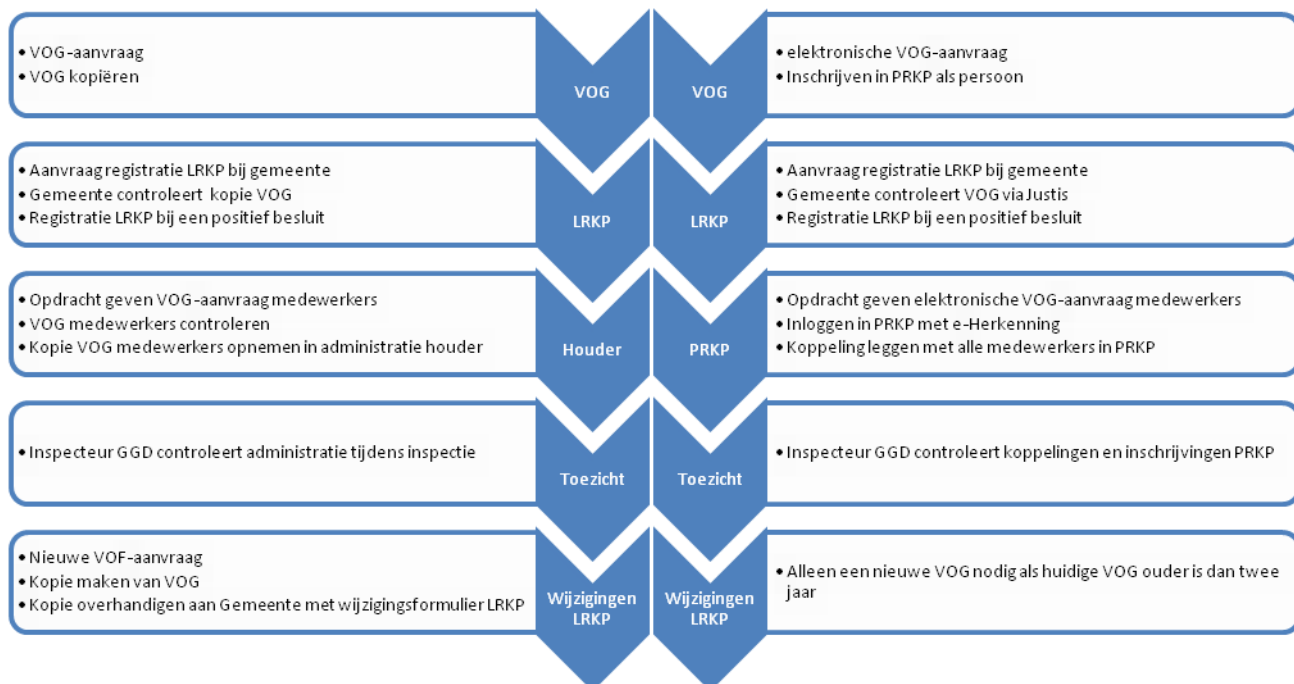 • VOG-aanvraag
• VOG kopiëren
VOG
VOG
• elektronische VOG-aanvraag
• Inschrijven in PRKP als persoon
• Aanvraag registratie LRKP bij gemeente
• Gemeente controleert kopie VOG
• Registratie LRKP bij een positief besluit
LRKP
LRKP
• Aanvraag registratie LRKP bij gemeente
• Gemeente controleert VOG via Justis
• Registratie LRKP bij een positief besluit
• Opdracht geven VOG-aanvraag medewerkers
• VOG medewerkers controleren
• Kopie VOG medewerkers opnemen in administratie houder
Houder
PRKP
• Opdracht geven elektronische VOG-aanvraag medewerkers
• Inloggen in PRKP met e-Herkenning
• Koppeling leggen met alle medewerkers in PRKP
• Inspecteur GGD controleert administratie tijdens inspectie
Toezicht
Toezicht
• Inspecteur GGD controleert koppelingen en inschrijvingen PRKP
• Nieuwe VOF-aanvraag
• Kopie maken van VOG
• Kopie overhandigen aan Gemeente met wijzigingsformulier LRKP
Wijzigingen
LRKP
Wijzigingen
LRKP
• Alleen een nieuwe VOG nodig als huidige VOG ouder is dan twee
jaar